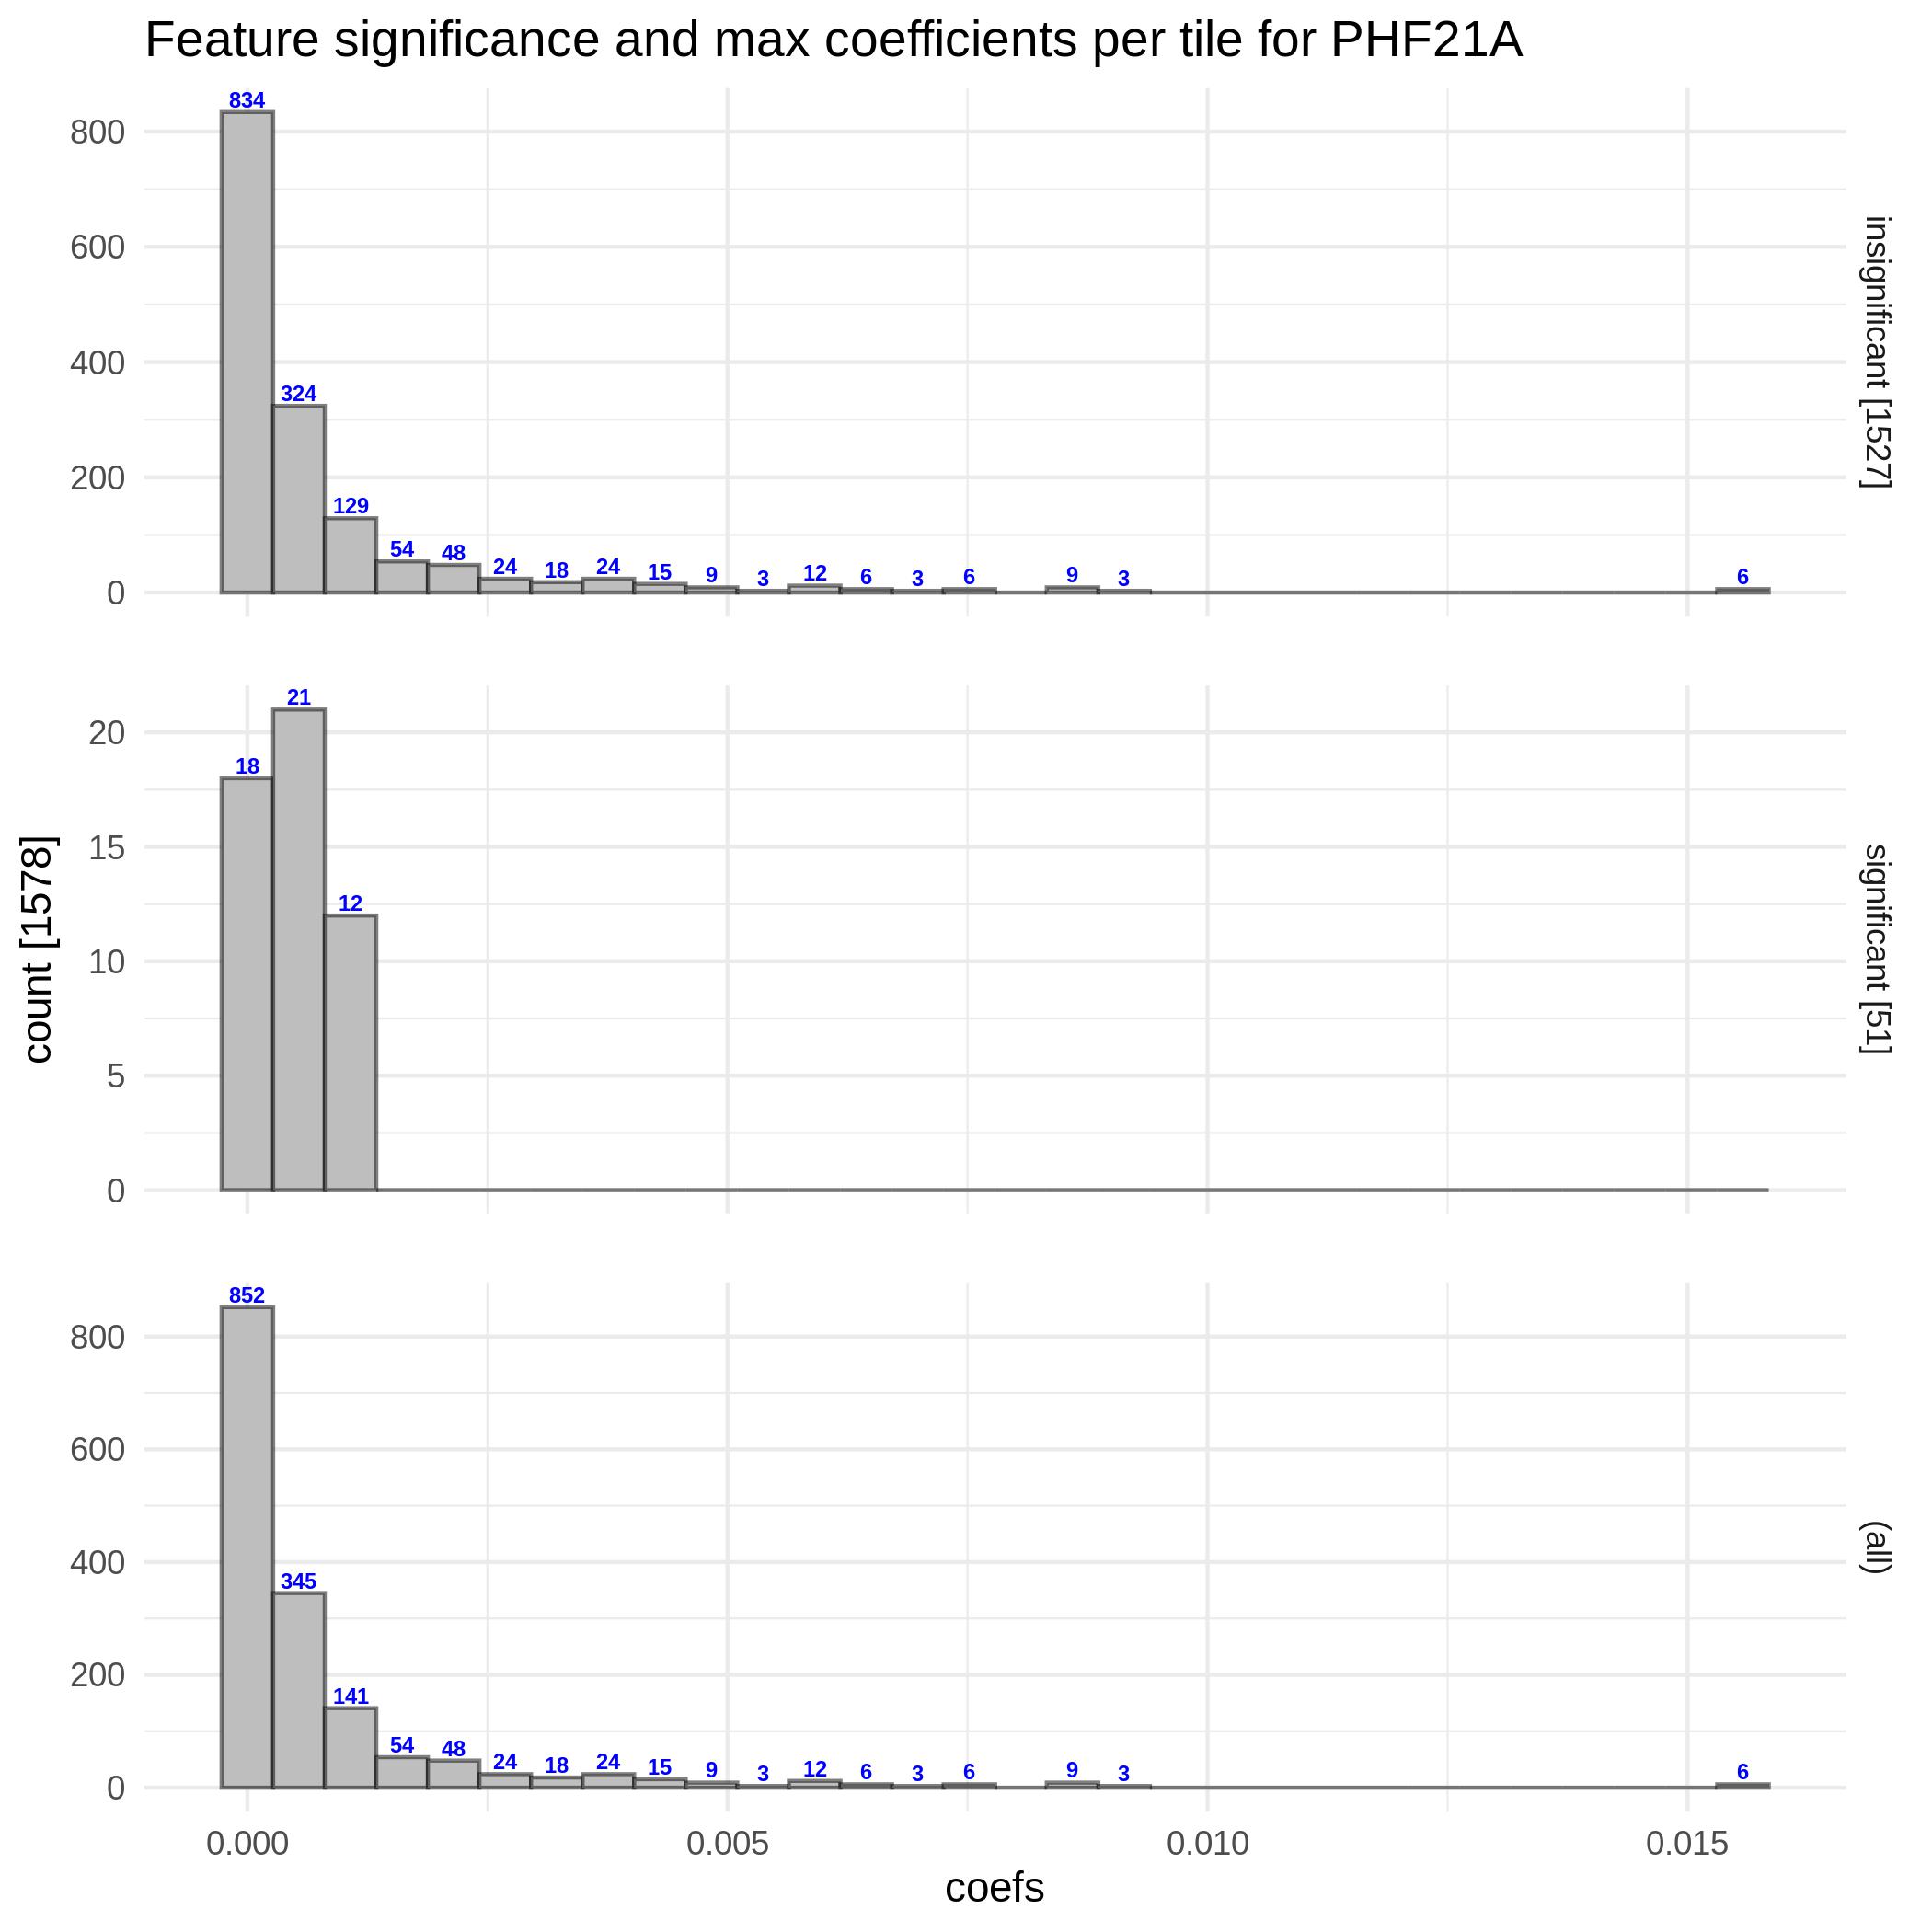 Feature significance and max coefficients per tile for PHF21A
834
800
600
400
324
200
129
54 48 24 18 24 15 9 3 12 6 3 6 9 3 6
0
insignificant [1527]
count [1578]
21
20
18
15
12
10
5
0
significant [51]
852
800
600
400
345
200
141
54 48 24 18 24 15 9 3 12 6 3 6 9 3 6
0
(all)
0.000 0.005 0.010 0.015
coefs